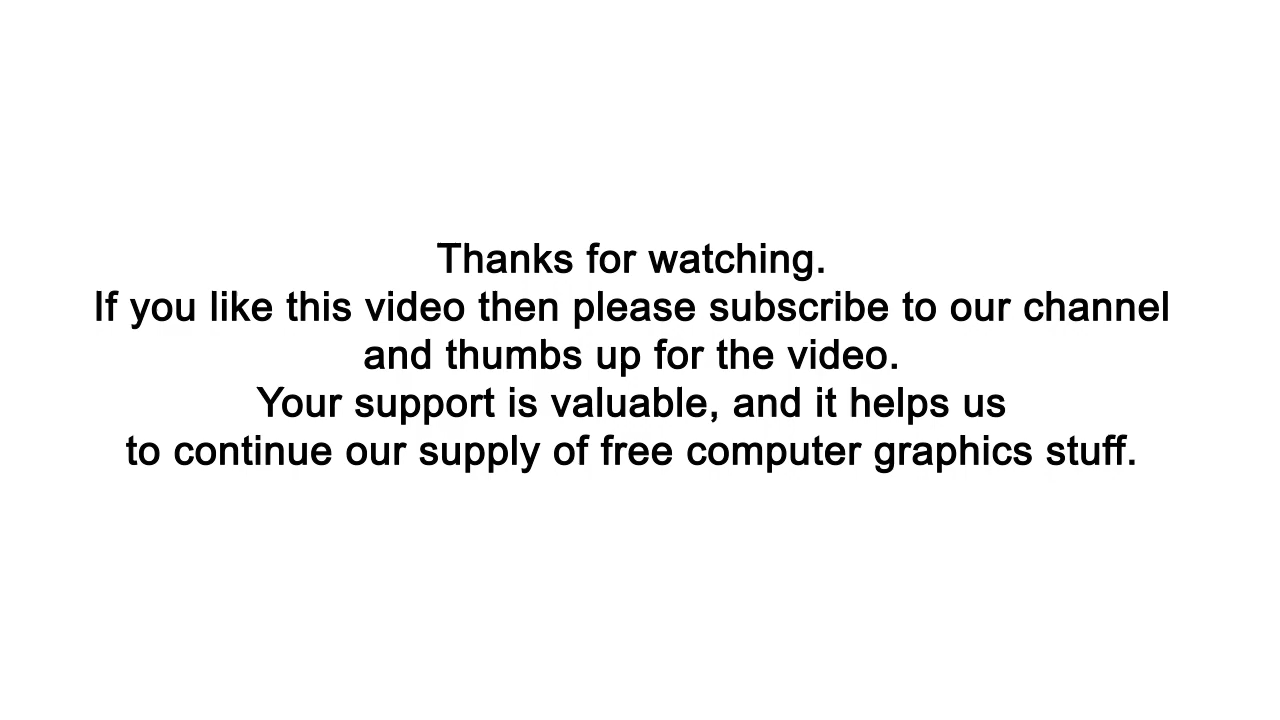 Thanks for watching.
If you like this video then please subscribe to our channel
and thumbs up for the video.
Your support is valuable, and it helps us
to continue our supply of free computer graphics stuff.